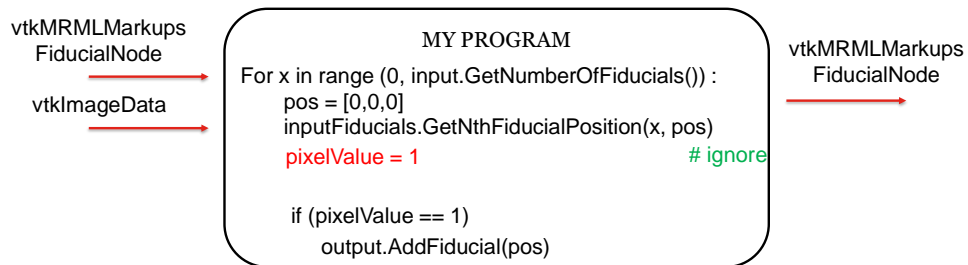 vtkMRMLMarkups
FiducialNode
vtkImageData
MY PROGRAM
For x in range (0, input.GetNumberOfFiducials()) :
pos = [0,0,0]
inputFiducials.GetNthFiducialPosition(x, pos)
pixelValue = 1 # ignore
if (pixelValue == 1)
output.AddFiducial(pos)
vtkMRMLMarkups
FiducialNode